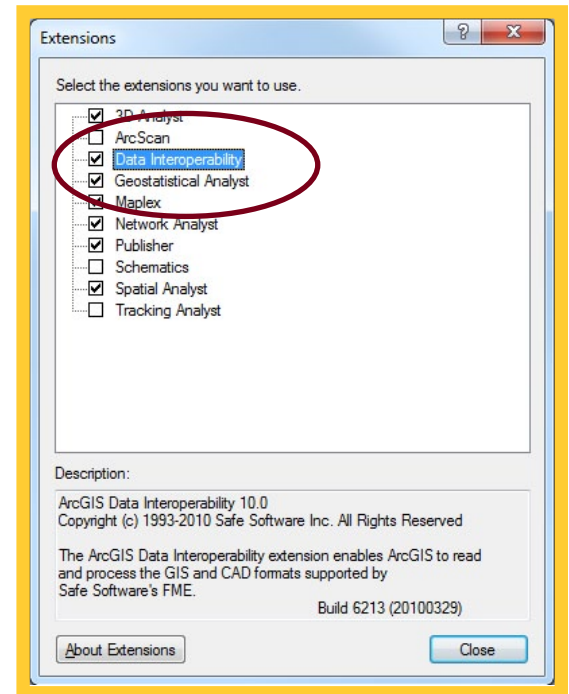 Extensions
Select the extensions you want to use.
3D Analyst
ArcScan
Data Interoperability
Geostatistical Analyst
Maplex
Network Analyst
Publisher
Schematics
Spatial Analyst
Tracking Analyst
Description:
ArcGIS Data Interoperability 10.0
Copyright (c) 1993-2010 Safe Software Inc. All Rights Reserved
The ArcGIS Data Interoperability extension enables ArcGIS to read
and process the GIS and CAD formats supported by
Safe Software's FME.
Build 6213 (20100329)
About Extensions
Close